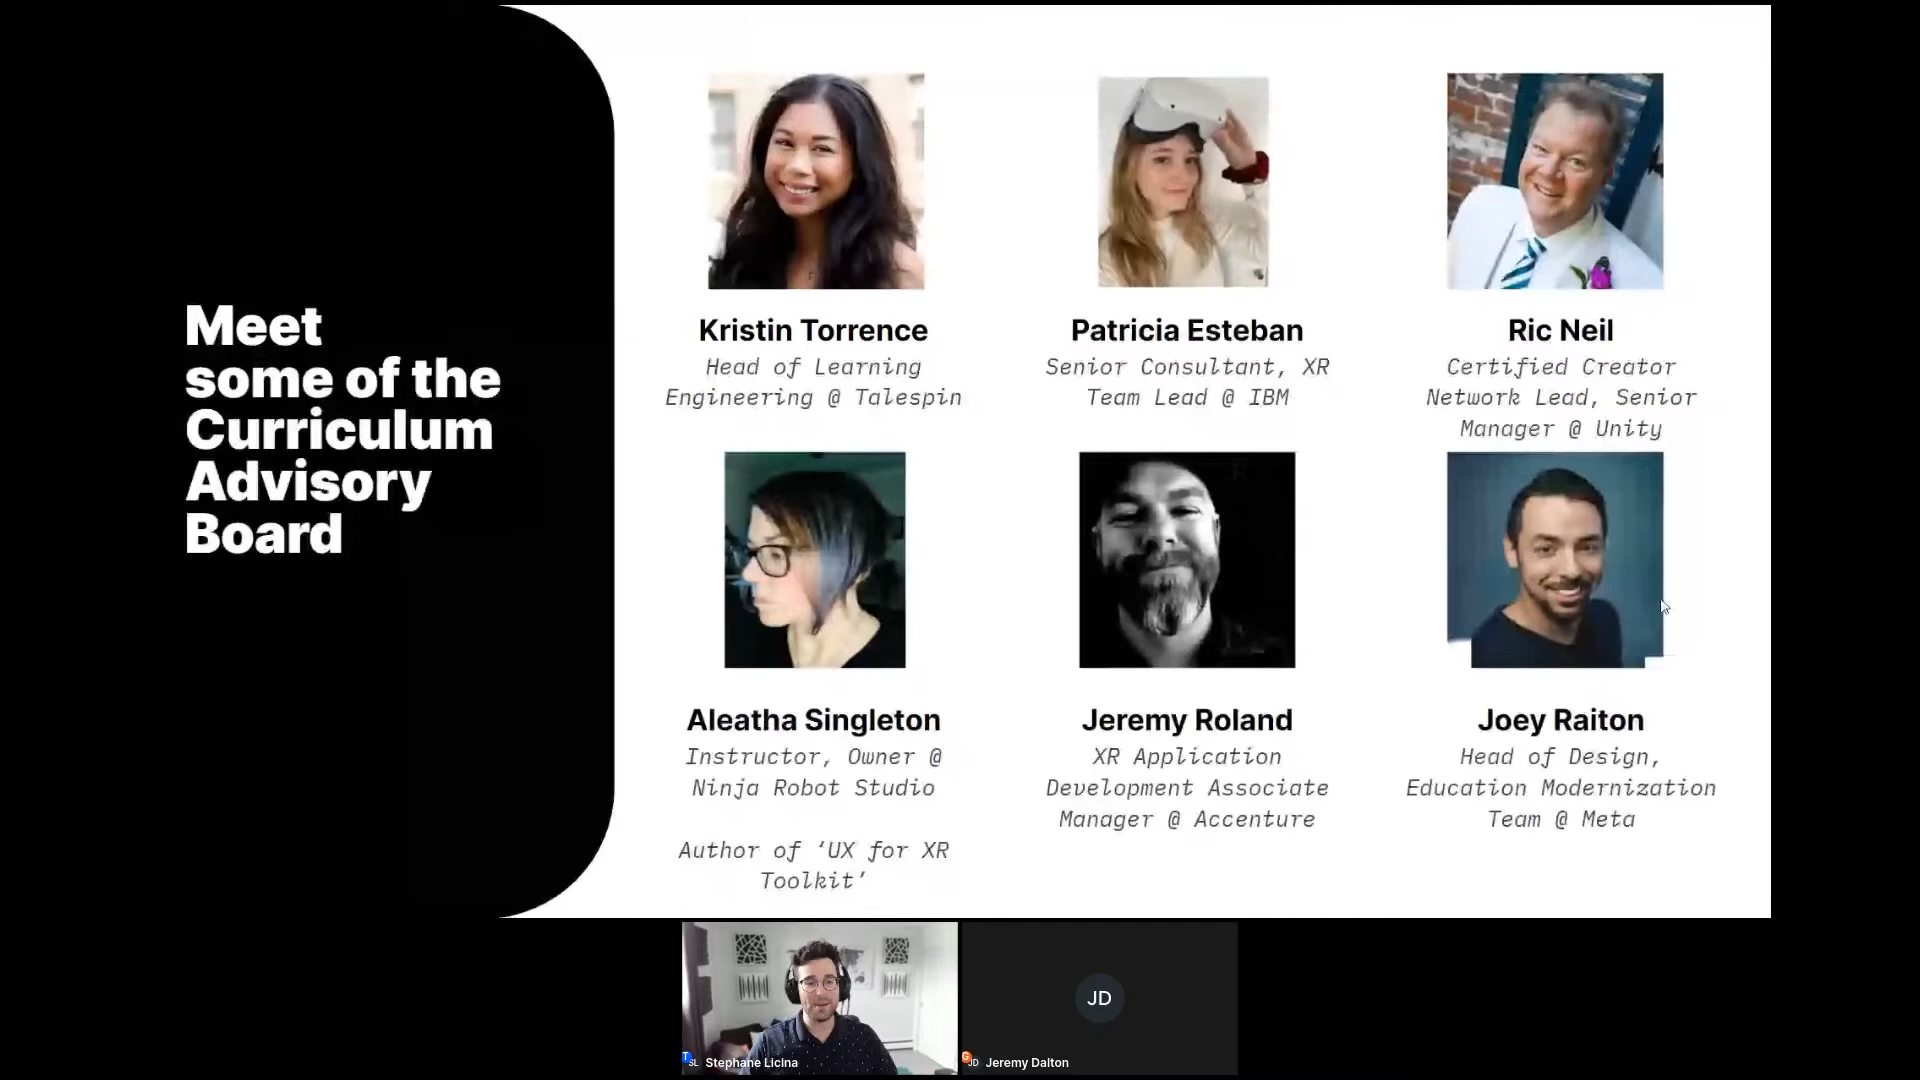 Meet
some of the
Curriculum
Advisory
Board
Kristin Torrence
Head of Learning
Engineering @ Talespin
Patricia Esteban
Senior Consultant, XR
Team Lead @ IBM
Ric Neil
Certified Creator
Network Lead, Senior
Manager @ Unity
Aleatha Singleton
Instructor, Owner @
Ninja Robot Studio
Author of ‘UX for XR
Toolkit’
Jeremy Roland
XR Application
Development Associate
Manager @ Accenture
Joey Raiton
Head of Design,
Education Modernization
Team @ Meta
T SL Stephane Licina
JD
G JD Jeremy Dalton